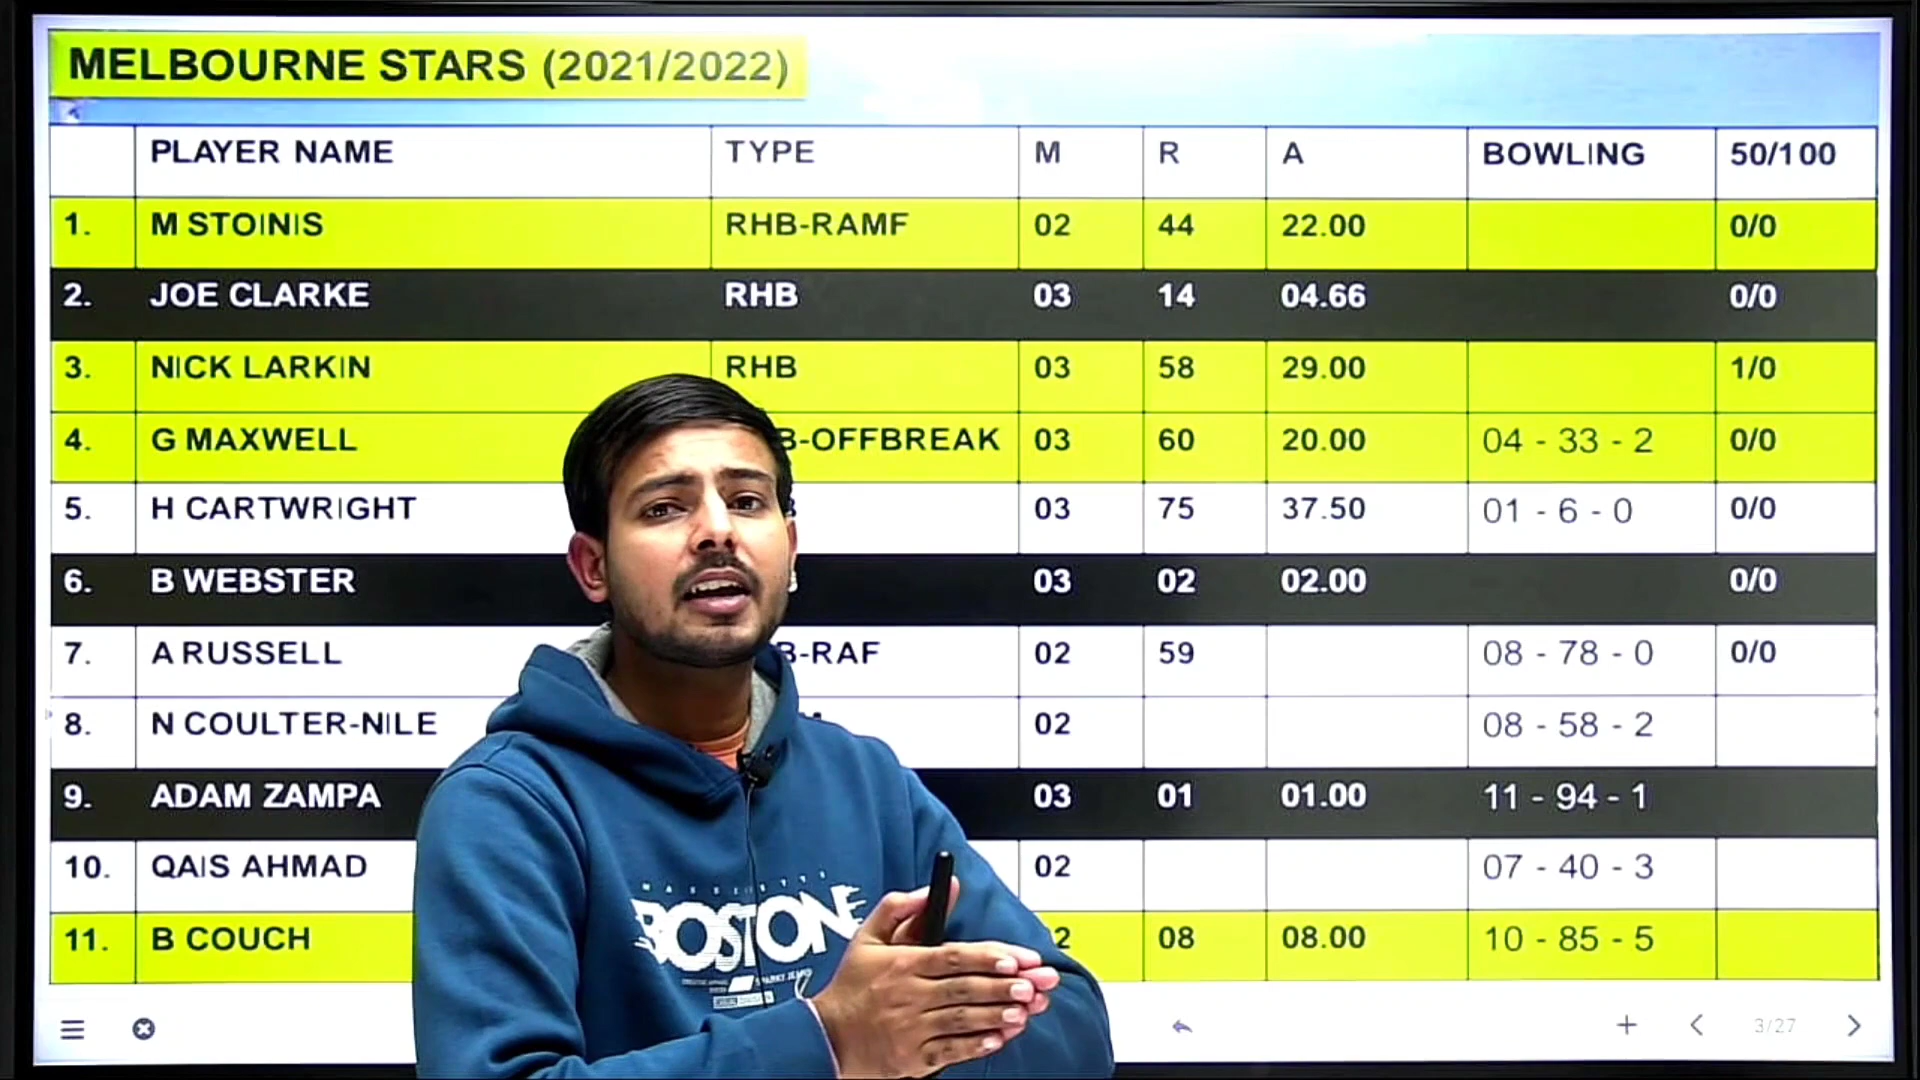 MELBOURNE STARS (2021/2022)
PLAYER NAME TYPE M R A BOWLING 50/100
1. M STOINIS RHB-RAMF 02 44 22.00 0/0
2. JOE CLARKE RHB 03 14 04.66 0/0
3. NICK LARKIN RHB 03 58 29.00 1/0
4. G MAXWELL B-OFFBREAK 03 60 20.00 04 - 33 - 2 0/0
5. H CARTWRIGHT 03 75 37.50 01 - 6 - 0 0/0
6. B WEBSTER 03 02 02.00 0/0
7. A RUSSELL B-RAF 02 59 08 - 78 - 0 0/0
8. N COULTER-NILE 02 08 - 58 - 2
9. ADAM ZAMPA 03 01 01.00 11 - 94 - 1
10. QAIS AHMAD 02 07 - 40 - 3
11. B COUCH 2 08 08.00 10 - 85 - 5
BOSTON
3/27